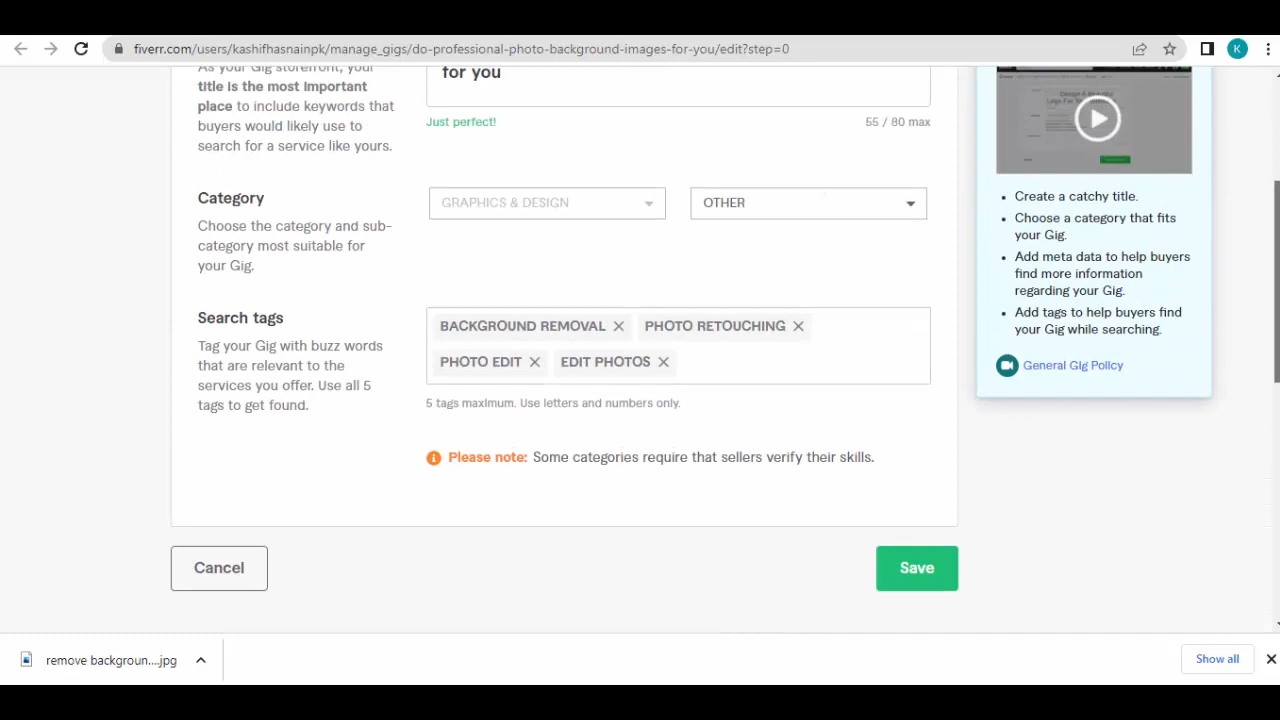 fiverr.com/users/kashifhasnainpk/manage_gigs/do-professional-photo-background-images-for-you/edit?step=0
K
As your Gig storefront, your
title is the most important
place to include keywords that
buyers would likely use to
search for a service like yours.
for you
Just perfect!
55 / 80 max
Category
Choose the category and sub-
category most suitable for
your Gig.
GRAPHICS & DESIGN
OTHER
Search tags
Tag your Gig with buzz words
that are relevant to the
services you offer. Use all 5
tags to get found.
BACKGROUND REMOVAL
PHOTO RETOUCHING
PHOTO EDIT
EDIT PHOTOS
5 tags maximum. Use letters and numbers only.
Please note: Some categories require that sellers verify their skills.
Cancel
Save
Create a catchy title.
Choose a category that fits
your Gig.
Add meta data to help buyers
find more information
regarding your Gig.
Add tags to help buyers find
your Gig while searching.
General Gig Policy
remove backgroun....jpg
Show all